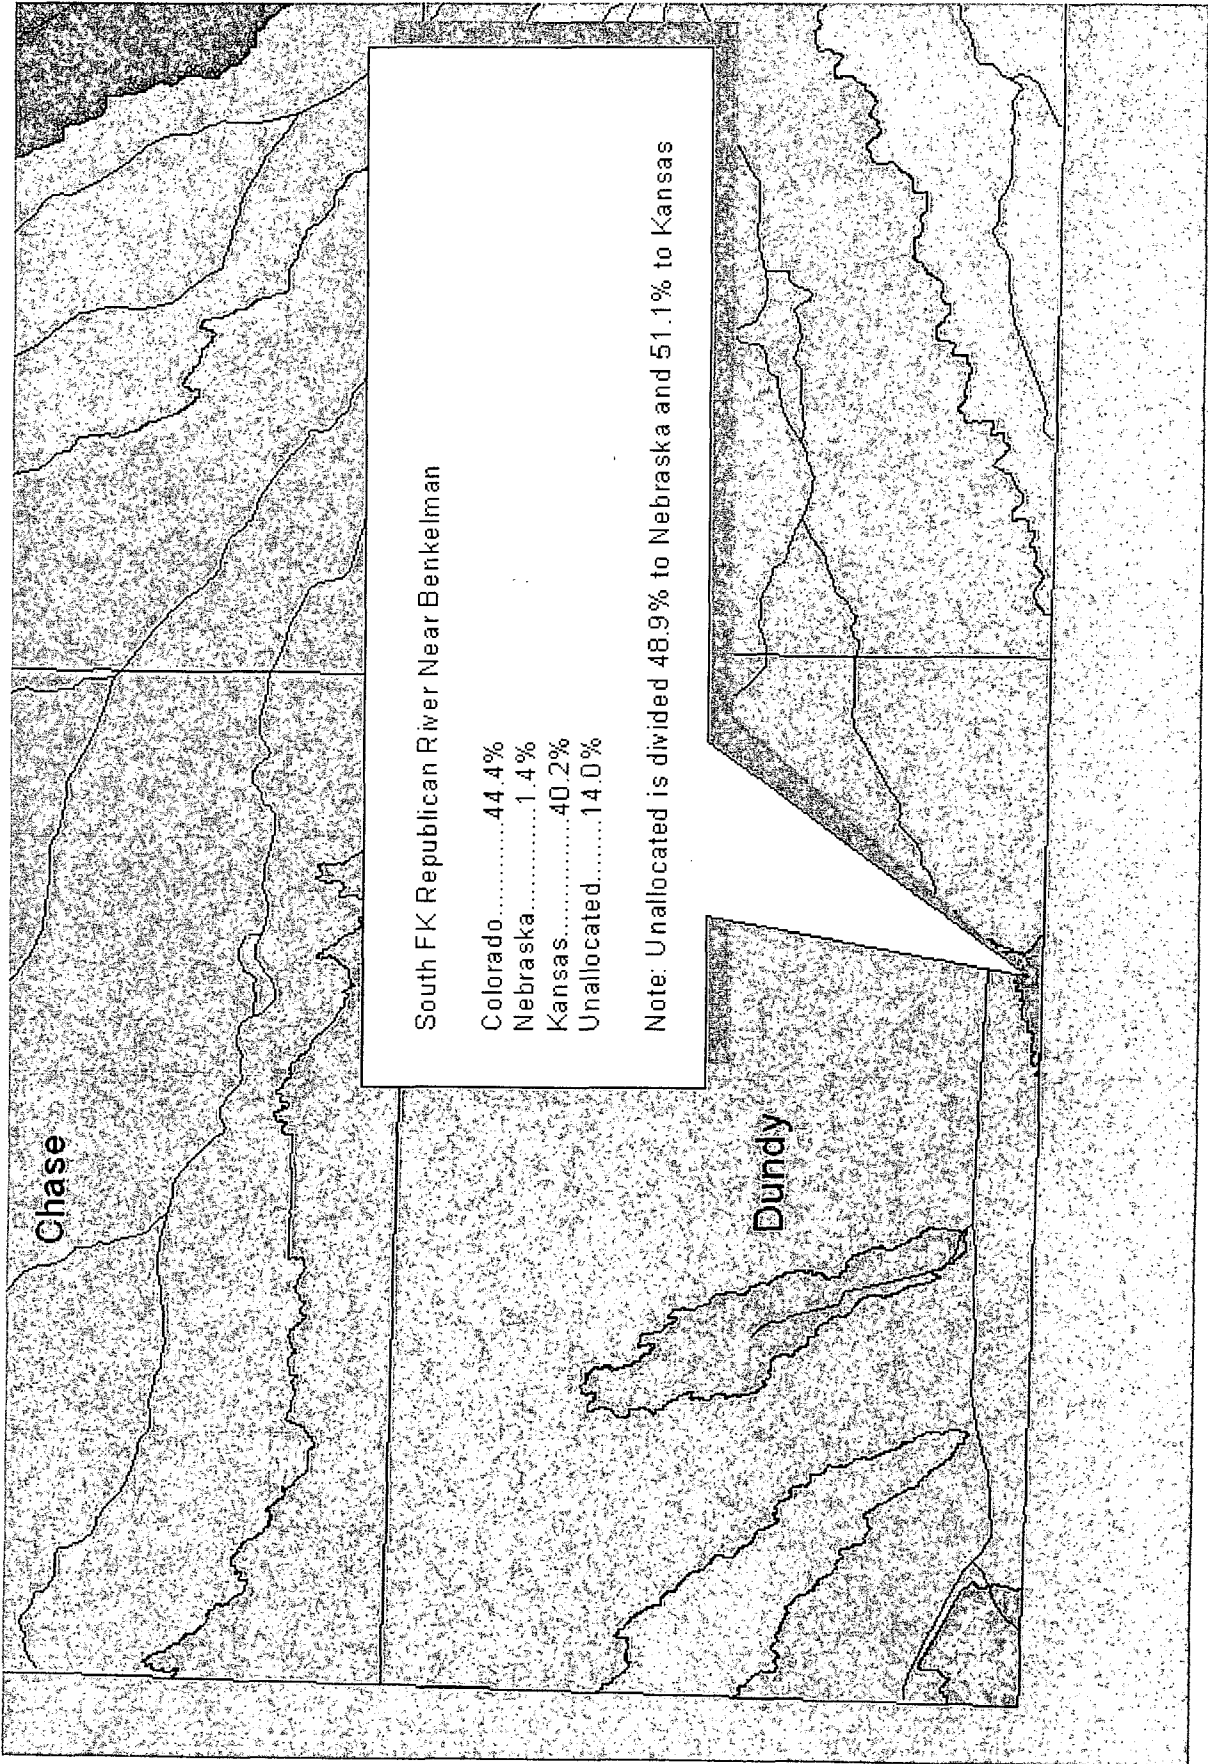 Chase
South FK Republican River Near Benkelman
Colorado..........44.4%
Nebraska............1.4%
Kansas..............40.2%
Unallocated........14.0%
Note: Unallocated is divided 48.9% to Nebraska and 51.1% to Kansas
Dundy